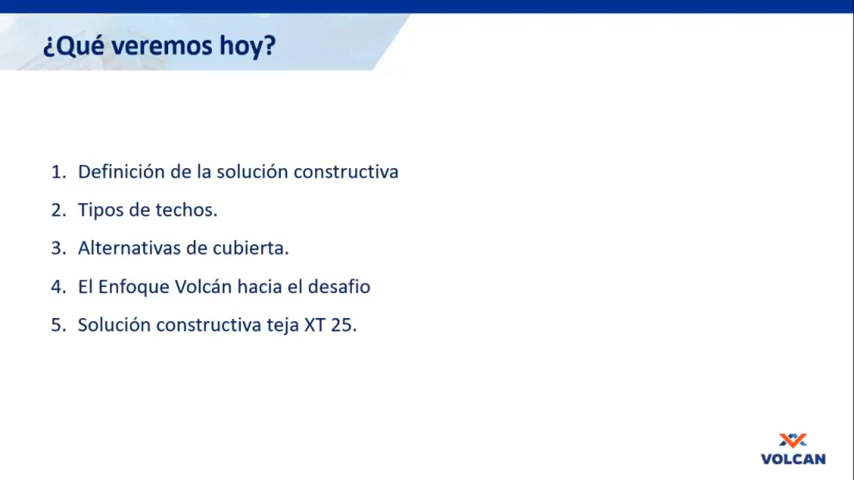 ¿Qué veremos hoy?
1. Definición de la solución constructiva
2. Tipos de techos.
3. Alternativas de cubierta.
4. El Enfoque Volcán hacia el desafio
5. Solución constructiva teja XT 25.
VOLCAN